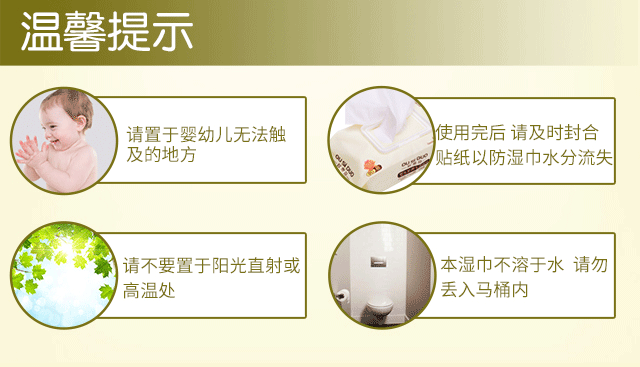 温馨提示
请置于婴幼儿无法触
及的地方
使用完后 请及时封合
贴纸以防湿巾水分流失
请不要置于阳光直射或
高温处
本湿巾不溶于水 请勿
丢入马桶内